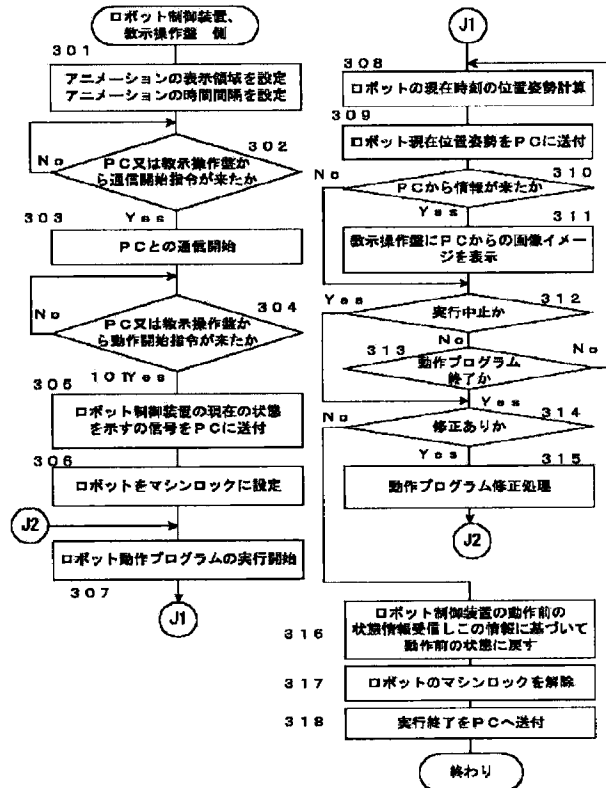 ロボット制御装置、
教示操作盤 側
301
アニメーションの表示領域を設定
アニメーションの時間間隔を設定
302
No
PC又は教示操作盤か
ら通信開始指令が来たか
303
Yes
PCとの通信開始
No
304
PC又は教示操作盤か
ら動作開始指令が来たか
305
101Yes
ロボット制御装置の現在の状態
を示すの信号をPCに送付
306
ロボットをマシンロックに設定
J2
ロボット動作プログラムの実行開始
307
J1
J1
308
ロボットの現在時刻の位置姿勢計算
309
ロボット現在位置姿勢をPCに送付
No
310
PCから情報が来たか
Yes
311
教示操作盤にPCからの画像イメー
ジを表示
Yes
312
実行中止か
No
313
No
動作プログラム
終了か
Yes
No
314
修正ありか
Yes
315
動作プログラム修正処理
J2
316
ロボット制御装置の動作前の
状態情報受信しこの情報に基づいて
動作前の状態に戻す
317
ロボットのマシンロックを解除
318
実行終了をPCへ送付
終わり